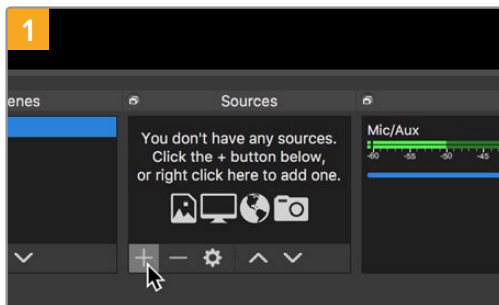 1
enes
Sources
You don't have any sources.
Click the + button below,
or right click here to add one.
Mic/Aux
-60 -55 -50 -45